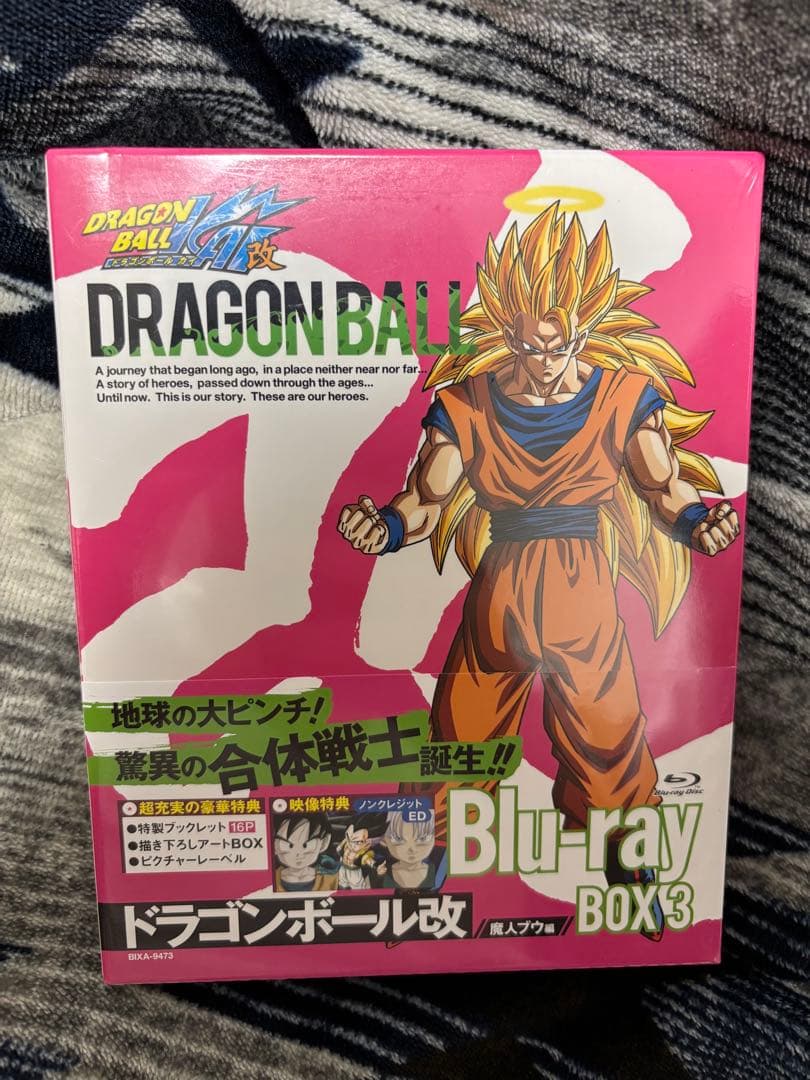 DRAGON
BALL
KAI 改
ドラゴンボール カイ
DRAGON BALL
A journey that began long ago, in a place neither near nor far...
A story of heroes, passed down through the ages...
Until now. This is our story. These are our heroes.
地球の大ピンチ!
驚異の合体戦士誕生!!
超充実の豪華特典
●特製ブックレット 16P
●描き下ろしアートBOX
●ピクチャーレーベル
映像特典
ノンクレジット
ED
Blu-ray Disc
Blu-ray
BOX 3
ドラゴンボール改
魔人ブウ編
BIXA-9473